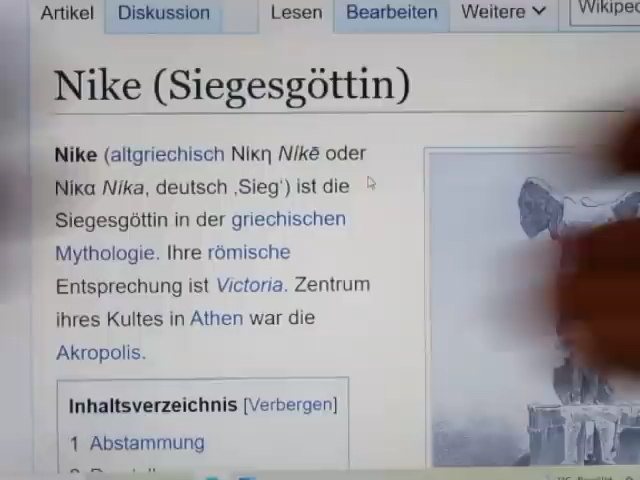 Artikel Diskussion Lesen Bearbeiten Weitere
Nike (Siegesgöttin)
Nike (altgriechisch Νίκη Níkē oder
Νίκα Níka, deutsch ‚Sieg‘) ist die
Siegesgöttin in der griechischen
Mythologie. Ihre römische
Entsprechung ist Victoria. Zentrum
ihres Kultes in Athen war die
Akropolis.
Inhaltsverzeichnis [Verbergen]
1 Abstammung